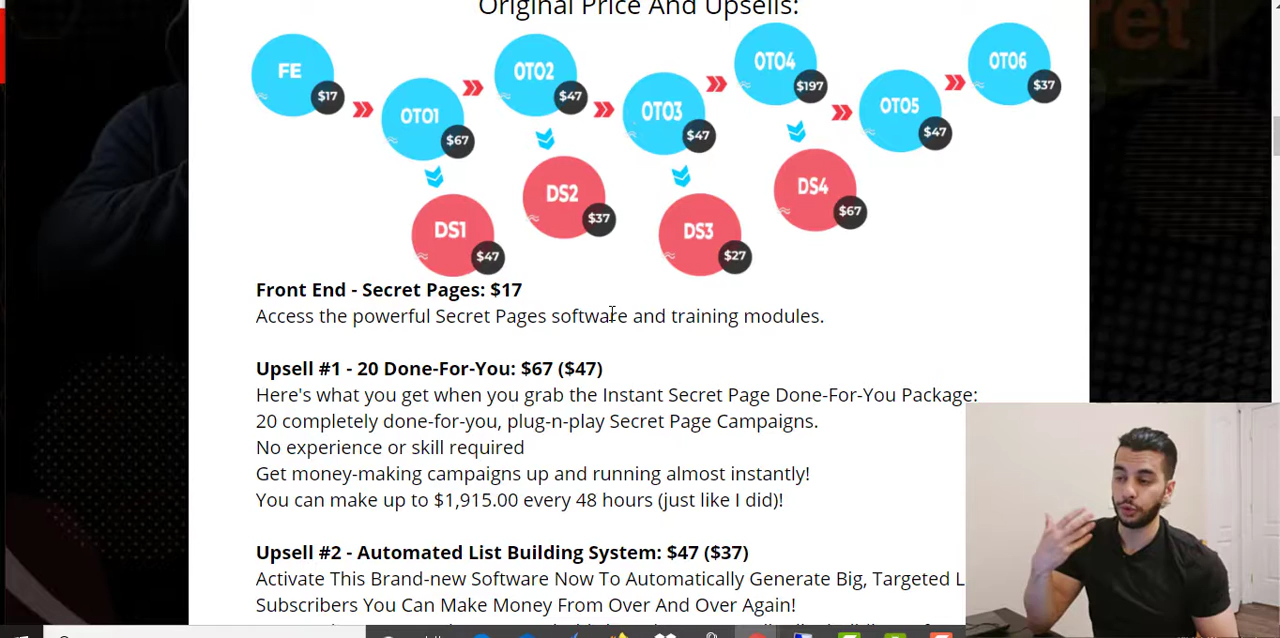 Original Price And Upsells:
FE
$17
OTO1
$67
OTO2
$47
OTO3
$47
OTO4
$197
OTO5
$47
OTO6
$37
DS1
$47
DS2
$37
DS3
$27
DS4
$67
Front End - Secret Pages: $17
Access the powerful Secret Pages software and training modules.
Upsell #1 - 20 Done-For-You: $67 ($47)
Here's what you get when you grab the Instant Secret Page Done-For-You Package:
20 completely done-for-you, plug-n-play Secret Page Campaigns.
No experience or skill required
Get money-making campaigns up and running almost instantly!
You can make up to $1,915.00 every 48 hours (just like I did)!
Upsell #2 - Automated List Building System: $47 ($37)
Activate This Brand-new Software Now To Automatically Generate Big, Targeted L
Subscribers You Can Make Money From Over And Over Again!